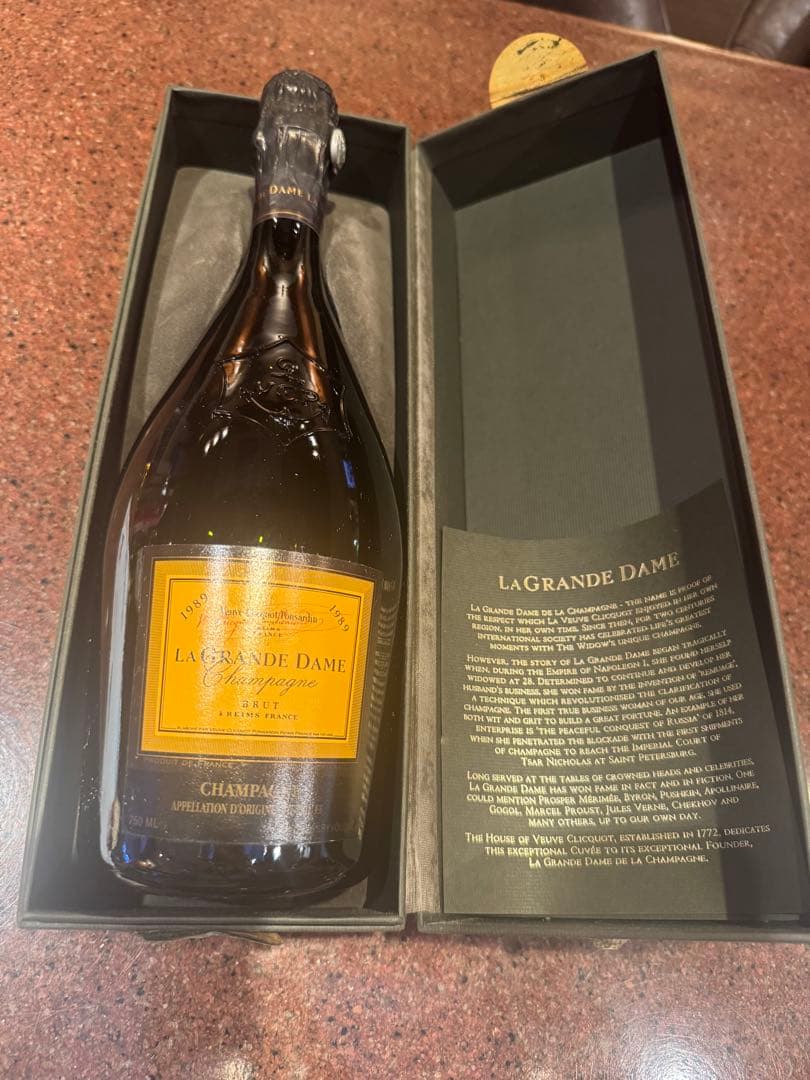 DAME L
1989
1989
Veuve Clicquot Ponsardin
REIMS
FRANCE
LA GRANDE DAME
Champagne
BRUT
À REIMS FRANCE
PRODUIT DE FRANCE
CHAMPAGNE
APPELLATION D'ORIGINE
750 ML
LA GRANDE DAME
LA GRANDE DAME DE LA CHAMPAGNE - THE NAME IS PROOF OF
THE RESPECT WHICH LA VEUVE CLICQUOT ENJOYED IN HER OWN
REGION, IN HER OWN TIME. SINCE THEN, FOR TWO CENTURIES
INTERNATIONAL SOCIETY HAS CELEBRATED LIFE'S GREATEST
MOMENTS WITH THE WIDOW'S UNIQUE CHAMPAGNE.
HOWEVER, THE STORY OF LA GRANDE DAME BEGAN TRAGICALLY
WHEN, DURING THE EMPIRE OF NAPOLEON I, SHE FOUND HERSELF
WIDOWED AT 28. DETERMINED TO CONTINUE AND DEVELOP HER
HUSBAND'S BUSINESS, SHE WON FAME BY THE INVENTION OF 'REMUAGE',
A TECHNIQUE WHICH REVOLUTIONISED THE CLARIFICATION OF
CHAMPAGNE. THE FIRST TRUE BUSINESS WOMAN OF OUR AGE, SHE USED
BOTH WIT AND GRIT TO BUILD A GREAT FORTUNE. AN EXAMPLE OF HER
ENTERPRISE IS 'THE PEACEFUL CONQUEST OF RUSSIA' OF 1814,
WHEN SHE PENETRATED THE BLOCKADE WITH THE FIRST SHIPMENTS
OF CHAMPAGNE TO REACH THE IMPERIAL COURT OF
TSAR NICHOLAS AT SAINT PETERSBURG.
LONG SERVED AT THE TABLES OF CROWNED HEADS AND CELEBRITIES,
LA GRANDE DAME HAS WON FAME IN FACT AND IN FICTION. ONE
COULD MENTION PROSPER MÉRIMÉE, BYRON, PUSHKIN, APOLLINAIRE,
GOGOL, MARCEL PROUST, JULES VERNE, CHEKHOV AND
MANY OTHERS, UP TO OUR OWN DAY.
THE HOUSE OF VEUVE CLICQUOT, ESTABLISHED IN 1772, DEDICATES
THIS EXCEPTIONAL CUVÉE TO ITS EXCEPTIONAL FOUNDER,
LA GRANDE DAME DE LA CHAMPAGNE.